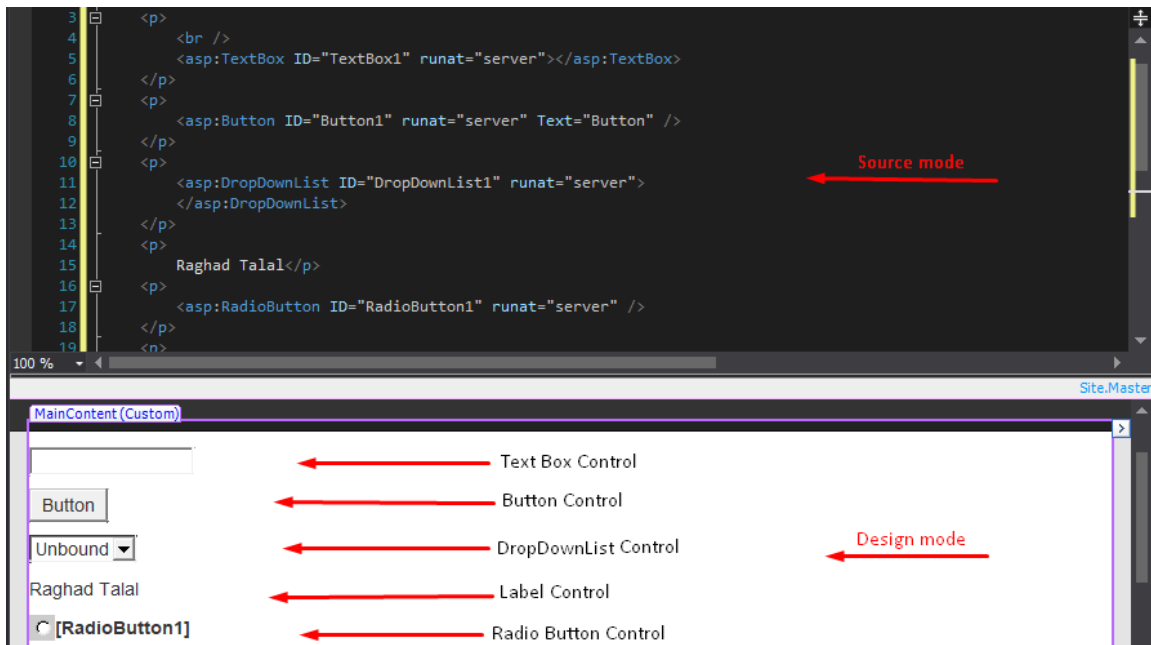 3 <p>
4 <br />
5 <asp:TextBox ID="TextBox1" runat="server"></asp:TextBox>
6 </p>
7 <p>
8 <asp:Button ID="Button1" runat="server" Text="Button" />
9 </p>
10 <p>
Source mode
11 <asp:DropDownList ID="DropDownList1" runat="server">
12 </asp:DropDownList>
13 </p>
14 <p>
15 Raghad Talal</p>
16 <p>
17 <asp:RadioButton ID="RadioButton1" runat="server" />
18 </p>
19 <p>
100 %
Site.Master
MainContent (Custom)
Text Box Control
Button Button Control
Unbound DropDownList Control
Design mode
Raghad Talal Label Control
[RadioButton1] Radio Button Control